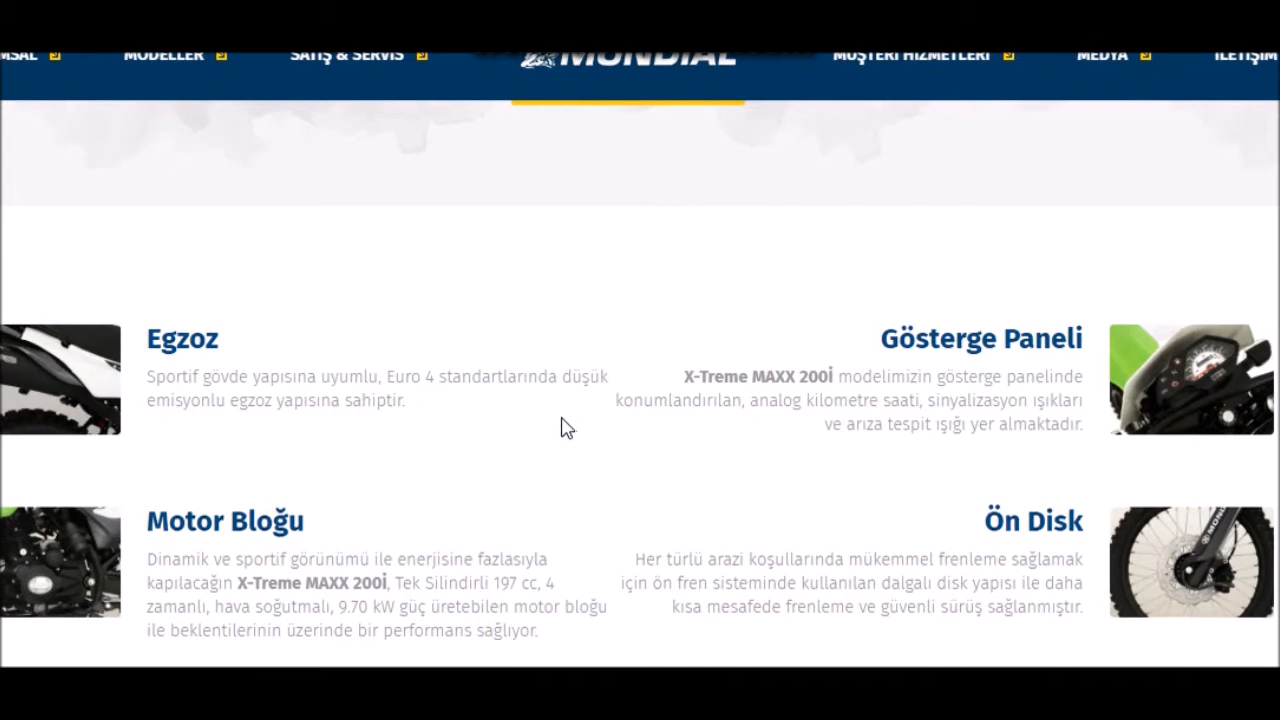 MSAL MODELLER SATIŞ & SERVİS MONDIAL MÜŞTERİ HİZMETLERİ MEDYA İLETİŞİM
Egzoz
Sportif gövde yapısına uyumlu, Euro 4 standartlarında düşük
emisyonlu egzoz yapısına sahiptir.
Gösterge Paneli
X-Treme MAXX 200İ modelimizin gösterge panelinde
konumlandırılan, analog kilometre saati, sinyalizasyon ışıkları
ve arıza tespit ışığı yer almaktadır.
Motor Bloğu
Dinamik ve sportif görünümü ile enerjisine fazlasıyla
kapılacağın X-Treme MAXX 200İ, Tek Silindirli 197 cc, 4
zamanlı, hava soğutmalı, 9.70 kW güç üretebilen motor bloğu
ile beklentilerinin üzerinde bir performans sağlıyor.
Ön Disk
Her türlü arazi koşullarında mükemmel frenleme sağlamak
için ön fren sisteminde kullanılan dalgalı disk yapısı ile daha
kısa mesafede frenleme ve güvenli sürüş sağlanmıştır.